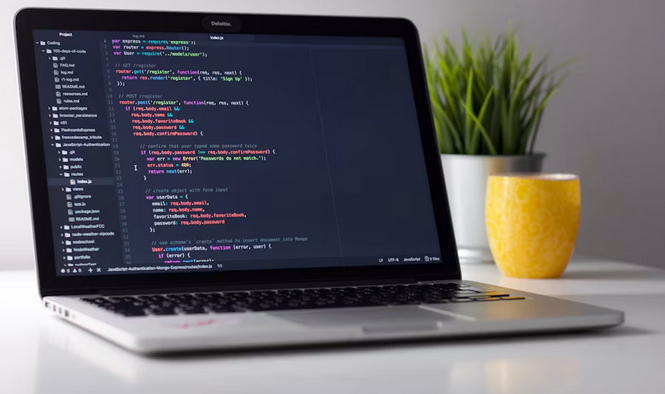 Deloitte.
Project
log.md
index.js
Coding
100-days-of-code
.git
FAQ.md
log.md
r1-log.md
README.md
resources.md
rules.md
atom-packages
browser_persistence
FlashcardsExpress
freecodecamp_tribute
JavaScript-Authentication
.git
models
public
routes
index.js
views
.gitignore
app.js
package.json
README.md
LocalWeatherFCC
node-weather-zipcode
nodeschool
portfolio
var express = require('express');
var router = express.Router();
var User = require('../models/user');
// GET /register
router.get('/register', function(req, res, next) {
return res.render('register', { title: 'Sign Up' });
});
// POST /register
router.post('/register', function(req, res, next) {
if (req.body.email &&
req.body.name &&
req.body.favoriteBook &&
req.body.password &&
req.body.confirmPassword) {
// confirm that user typed same password twice
if (req.body.password !== req.body.confirmPassword) {
var err = new Error('Passwords do not match.');
err.status = 400;
return next(err);
}
// create object with form input
var userData = {
email: req.body.email,
name: req.body.name,
favoriteBook: req.body.favoriteBook,
password: req.body.password
};
// use schema's `create` method to insert document into Mongo
User.create(userData, function (error, user) {
if (error) {
return next(error);
JavaScript-Authentication-Mongo-Express/routes/index.js 1:1
LF UTF-8 JavaScript 0 files